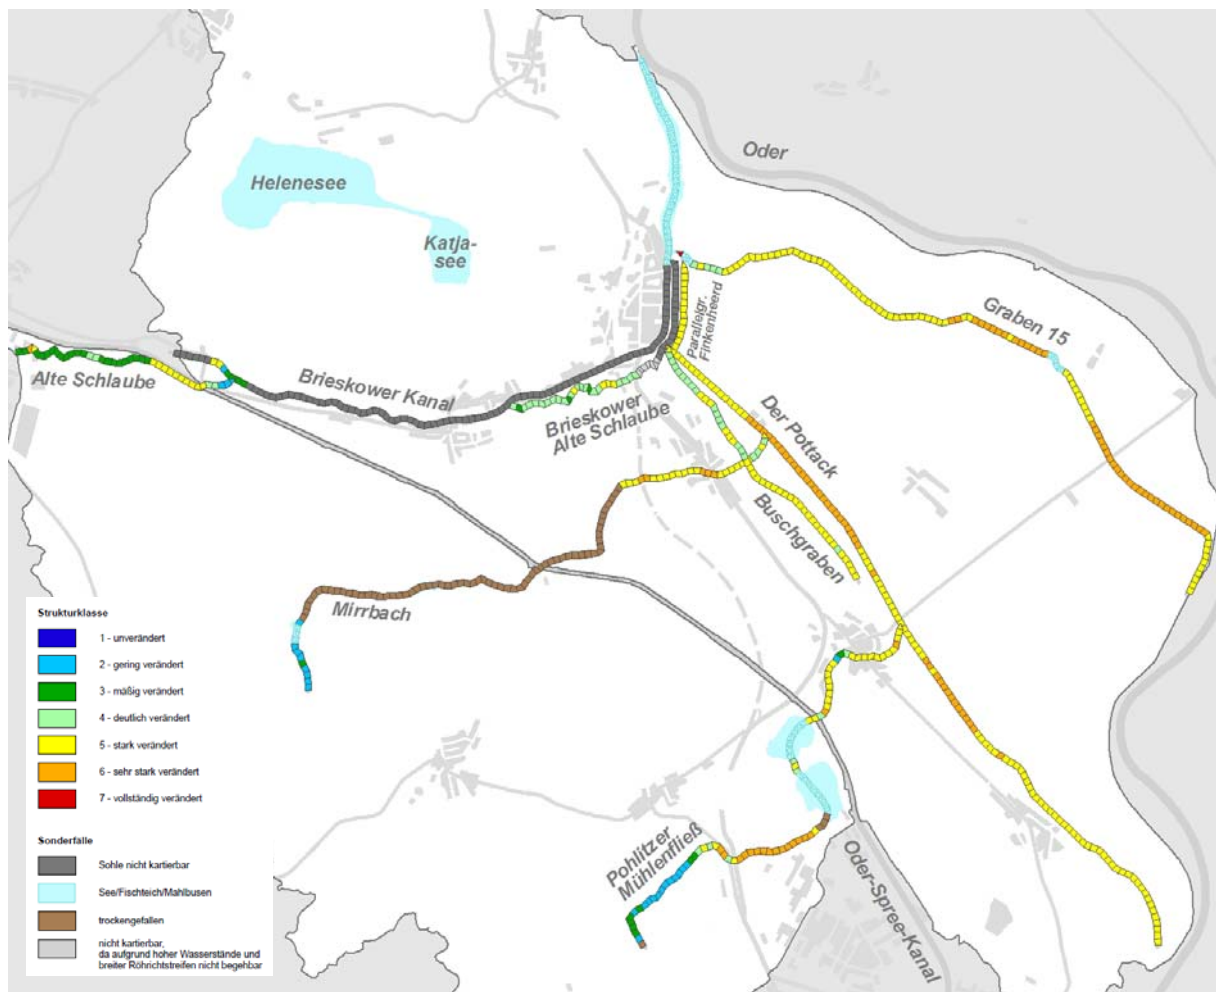 Oder
Helenesee
Katja-
see
Parallelgr.
Finkenheerd
Graben 15
Alte Schlaube
Brieskower Kanal
Brieskower
Alte Schlaube
Der Pottack
Buschgraben
Mirrbach
Pohlitzer
Mühlenfließ
Oder-Spree-Kanal
Strukturklasse
1 - unverändert
2 - gering verändert
3 - mäßig verändert
4 - deutlich verändert
5 - stark verändert
6 - sehr stark verändert
7 - vollständig verändert
Sonderfälle
Sohle nicht kartierbar
See/Fischteich/Mahlbusen
trockengefallen
nicht kartierbar,
da aufgrund hoher Wasserstände und
breiter Röhrichtstreifen nicht begehbar